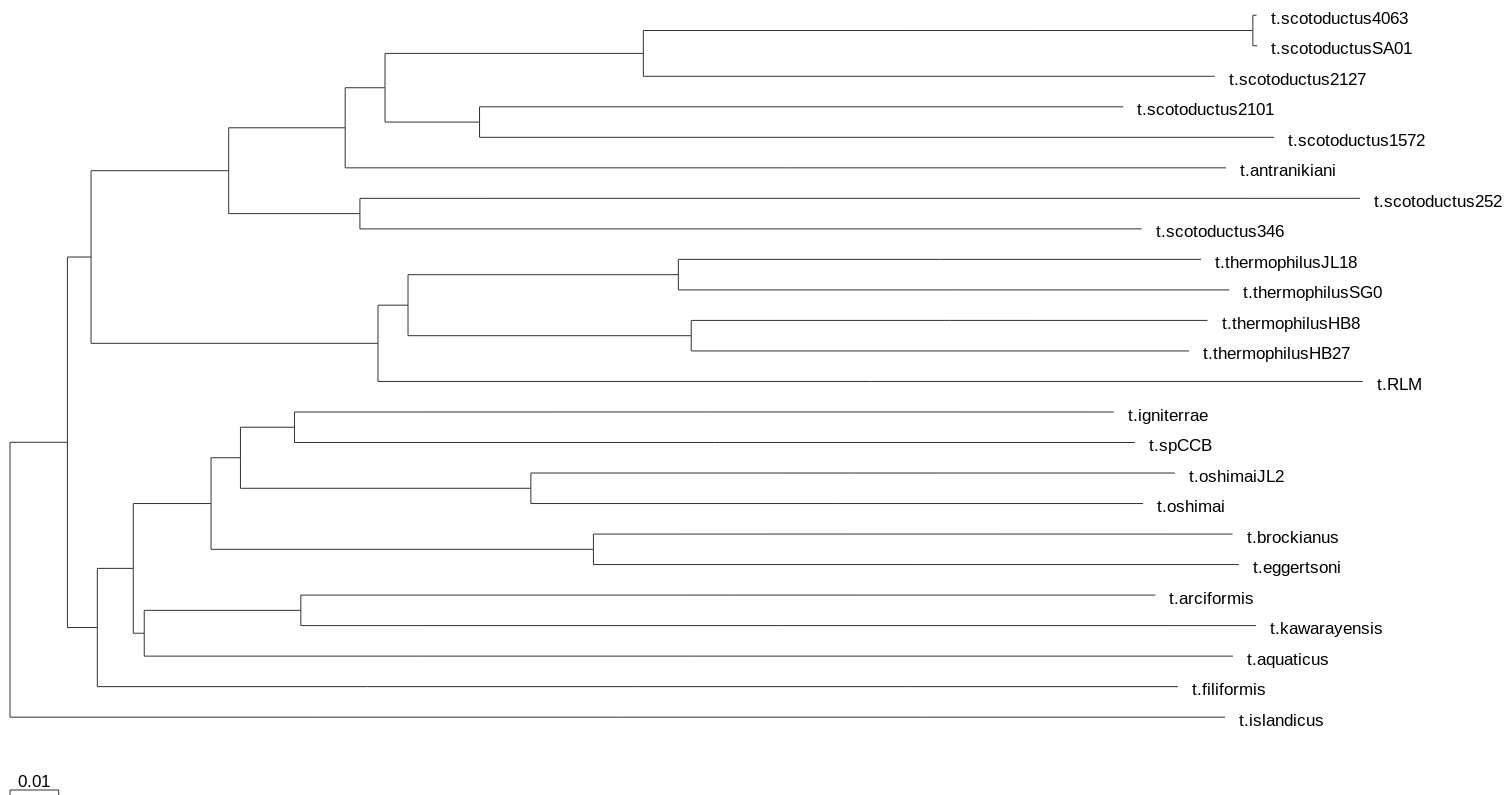 t.scotoductus4063
t.scotoductusSA01
t.scotoductus2127
t.scotoductus2101
t.scotoductus1572
t.antranikiani
t.scotoductus252
t.scotoductus346
t.thermophilusJL18
t.thermophilusSG0
t.thermophilusHB8
t.thermophilusHB27
t.RLM
t.igniterrae
t.spCCB
t.oshimaiJL2
t.oshimai
t.brockianus
t.eggertsoni
t.arciformis
t.kawarayensis
t.aquaticus
t.filiformis
t.islandicus
0.01